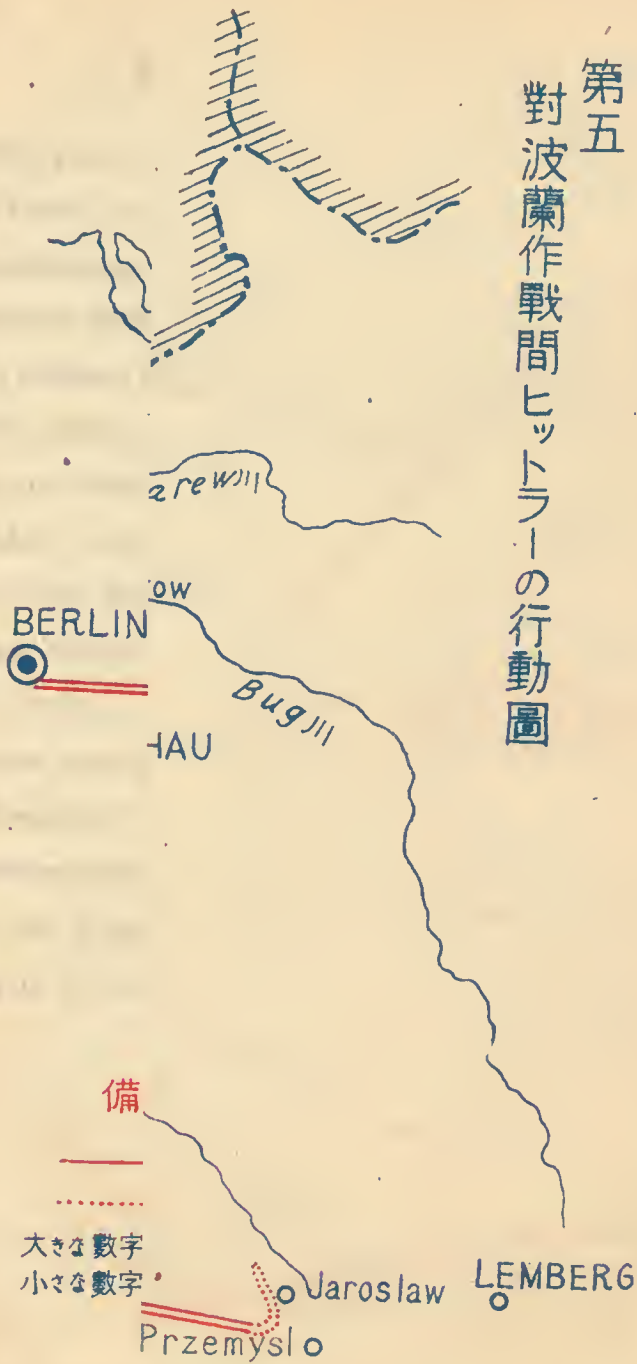 第五
對波蘭作戰間ヒットラーの行動圖
arew川
ow
BERLIN
Bug川
HAU
備
大きな數字
小さな數字
Jaroslaw
LEMBERG
Przemysl